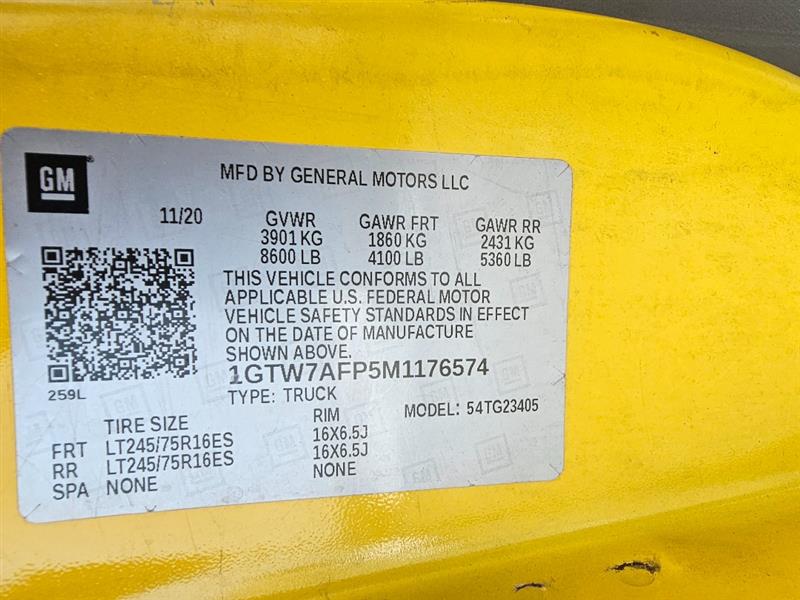 GM
MFD BY GENERAL MOTORS LLC
11/20 GVWR GAWR FRT GAWR RR
3901 KG 1860 KG 2431 KG
8600 LB 4100 LB 5360 LB
THIS VEHICLE CONFORMS TO ALL
APPLICABLE U.S. FEDERAL MOTOR
VEHICLE SAFETY STANDARDS IN EFFECT
ON THE DATE OF MANUFACTURE
SHOWN ABOVE.
259L
1GTW7AFP5M1176574
TYPE: TRUCK MODEL: 54TG23405
TIRE SIZE RIM
FRT LT245/75R16ES 16X6.5J
RR LT245/75R16ES 16X6.5J
SPA NONE NONE